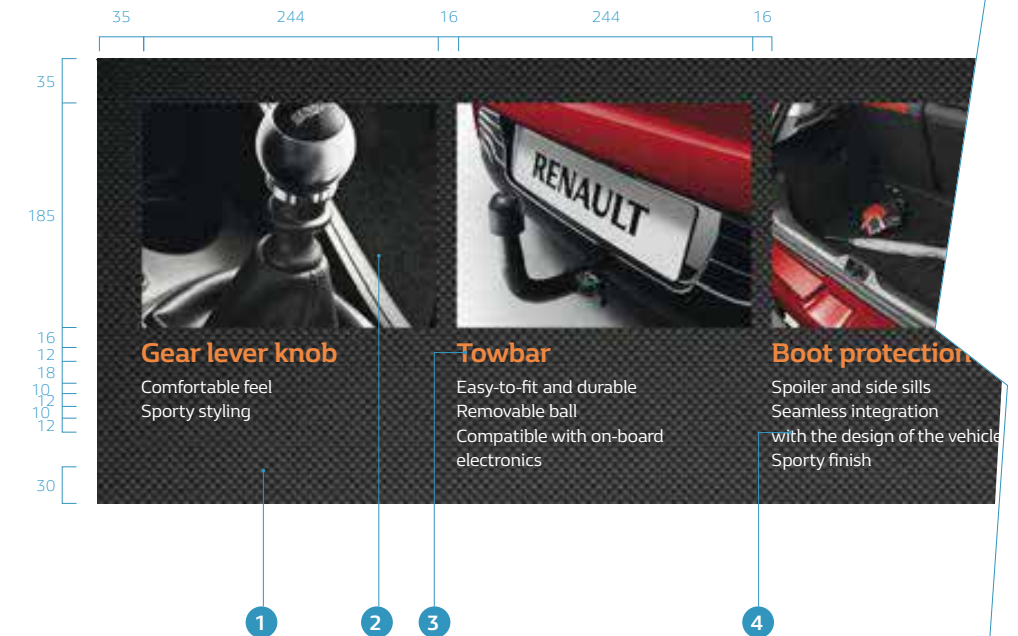 35 244 16 244 16
35
185
16
12
18
10
12
10
12
30
RENAULT
Gear lever knob
Comfortable feel
Sporty styling
Towbar
Easy-to-fit and durable
Removable ball
Compatible with on-board
electronics
Boot protection
Spoiler and side sills
Seamless integration
with the design of the vehicle
Sporty finish
1 2 3 4